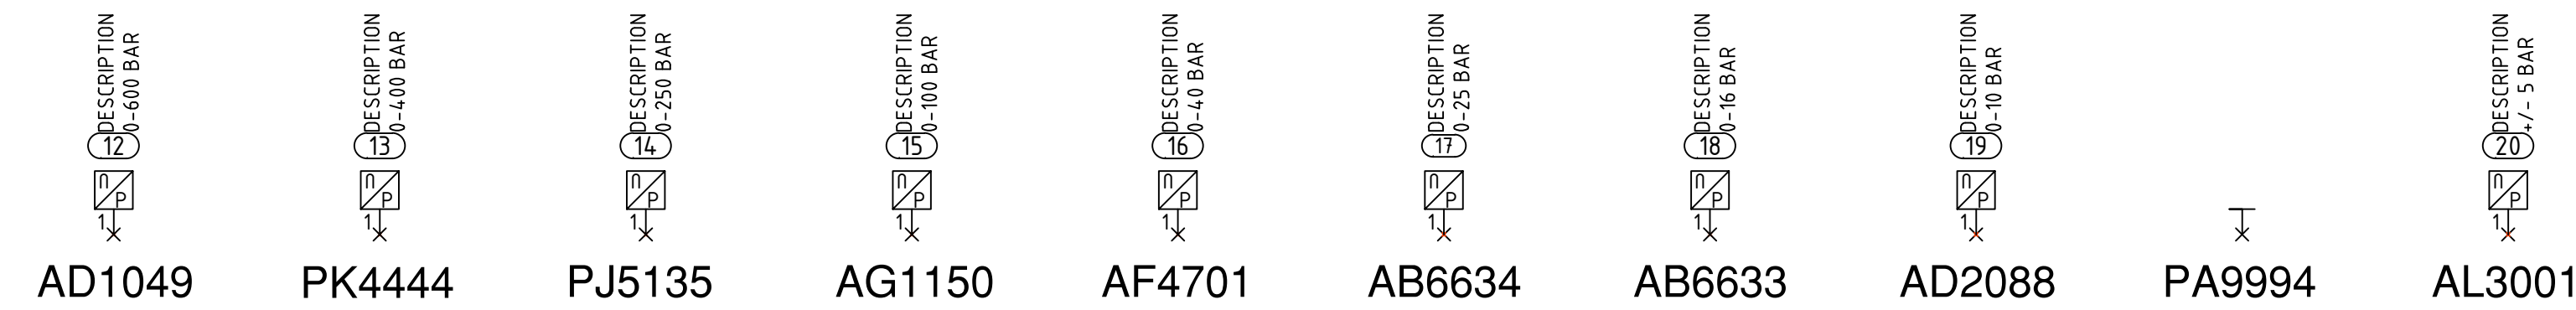 DESCRIPTION
0-600 BAR
12
n
P
1
AD1049
DESCRIPTION
0-400 BAR
13
n
P
1
PK4444
DESCRIPTION
0-250 BAR
14
n
P
1
PJ5135
DESCRIPTION
0-100 BAR
15
n
P
1
AG1150
DESCRIPTION
0-40 BAR
16
n
P
1
AF4701
DESCRIPTION
0-25 BAR
17
n
P
1
AB6634
DESCRIPTION
0-16 BAR
18
n
P
1
AB6633
DESCRIPTION
0-10 BAR
19
n
P
1
AD2088
PA9994
DESCRIPTION
+/- 5 BAR
20
n
P
1
AL3001